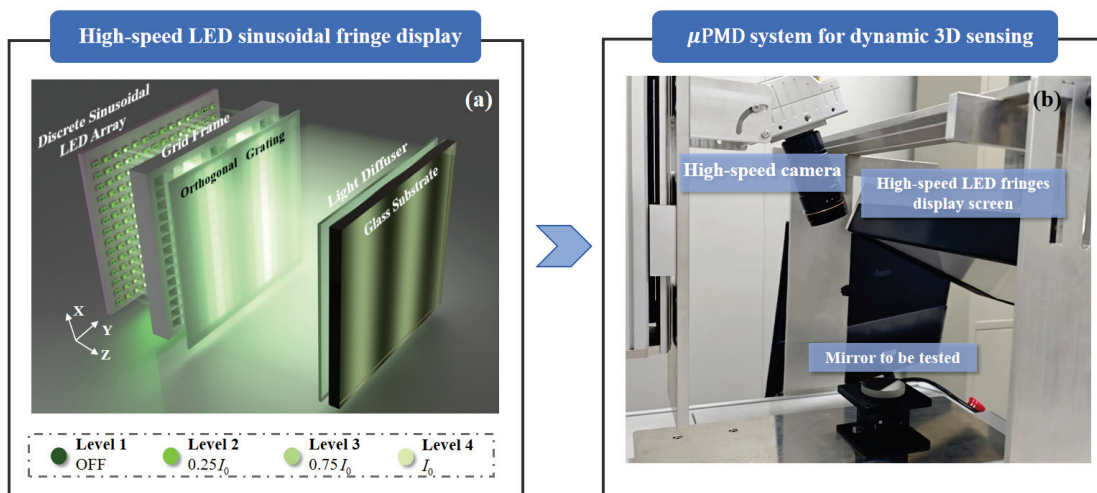 High-speed LED sinusoidal fringe display
(a)
Discrete Sinusoidal
LED Array
Grid Frame
Orthogonal Grating
Light Diffuser
Glass Substrate
X
Y
Z
Level 1
OFF
Level 2
0.25I₀
Level 3
0.75I₀
Level 4
I₀
μPMD system for dynamic 3D sensing
(b)
High-speed camera
High-speed LED fringes
display screen
Mirror to be tested